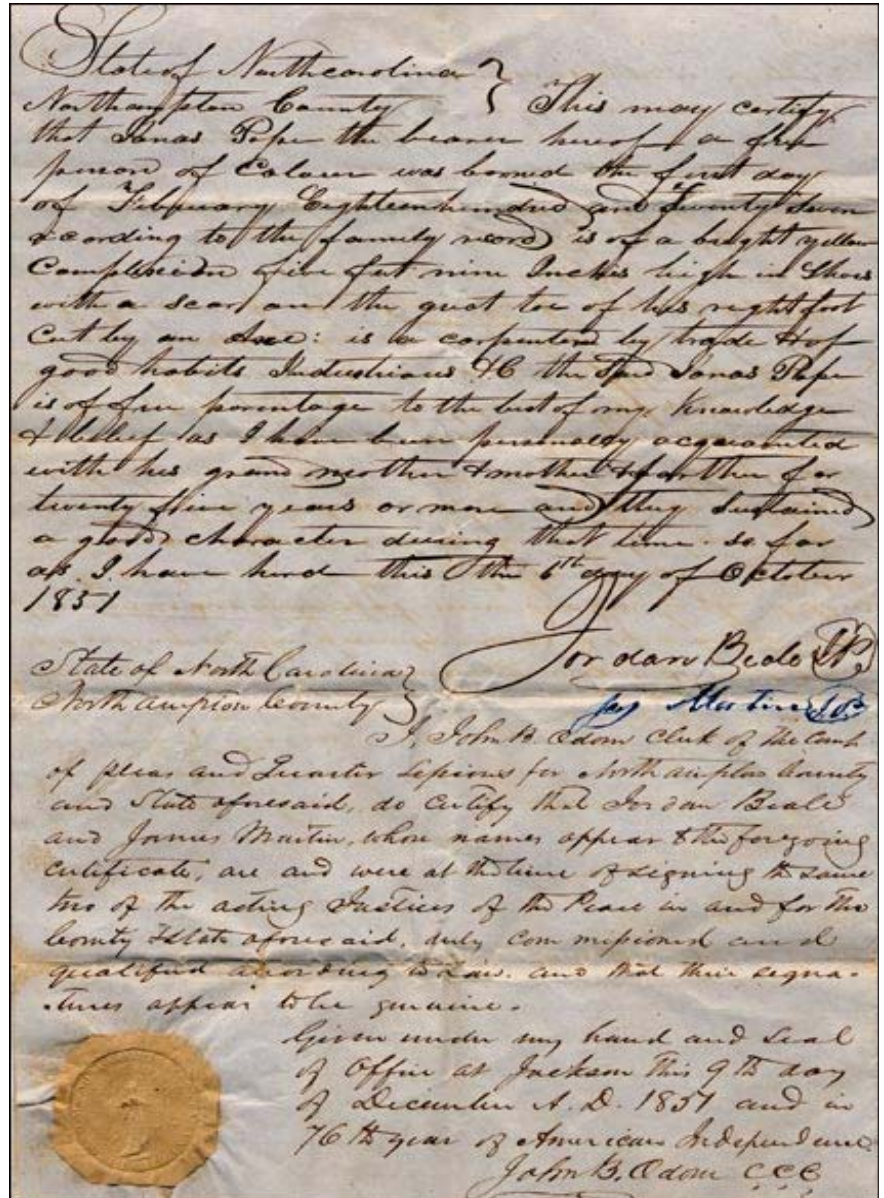 State of Northcarolina
Northampton County } This may certify
that Jonas Pope the bearer hereof a free
person of Colour was borned the first day
of February Eighteenhundred and Twenty Seven
according to the family record is of a bright yellow
Complexion five feet nine Inches high in Shoes
with a scar on the great toe of his right foot
cut by an Axe: is a carpenter by trade & of
good habits Industrious &C the Said Jonas Pope
is of free parentage to the best of my Knowledge
& belief as I have been personally acquainted
with his grand mother & mother & farther for
twenty five years or more and they Sustained
a good character during that time so far
as I have herd this the 6th day of October
1851
Jordan Beale J.P.
State of North Carolina
Northampton County } Jas Martin J.P.
I, John B. Odom Clerk of the Court
of pleas and Quarter Sessions for Northampton County
and State aforesaid, do certify that Jordan Beale
and James Martin, whose names appear to the foregoing
certificate, are and were at the time of signing the same
two of the acting Justices of the Peace in and for the
County & State aforesaid, duly commissioned and
qualified according to Law, and that their signa-
tures appear to be genuine.
Given under my hand and Seal
of Office at Jackson this 9th day
of December A.D. 1851 and in
76th year of American Independence
John B. Odom C.C.C